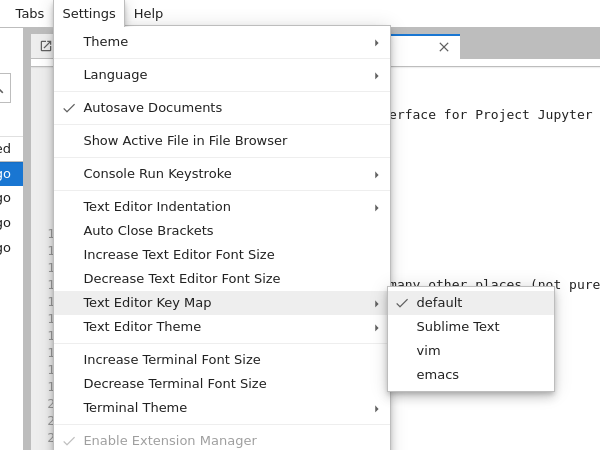 Tabs Settings Help
Theme
Language
Autosave Documents
erface for Project Jupyter
Show Active File in File Browser
ed
Console Run Keystroke
go
go
Text Editor Indentation
go
Auto Close Brackets
go
Increase Text Editor Font Size
Decrease Text Editor Font Size
many other places (not pure
Text Editor Key Map
default
Text Editor Theme
Sublime Text
vim
Increase Terminal Font Size
emacs
Decrease Terminal Font Size
Terminal Theme
Enable Extension Manager